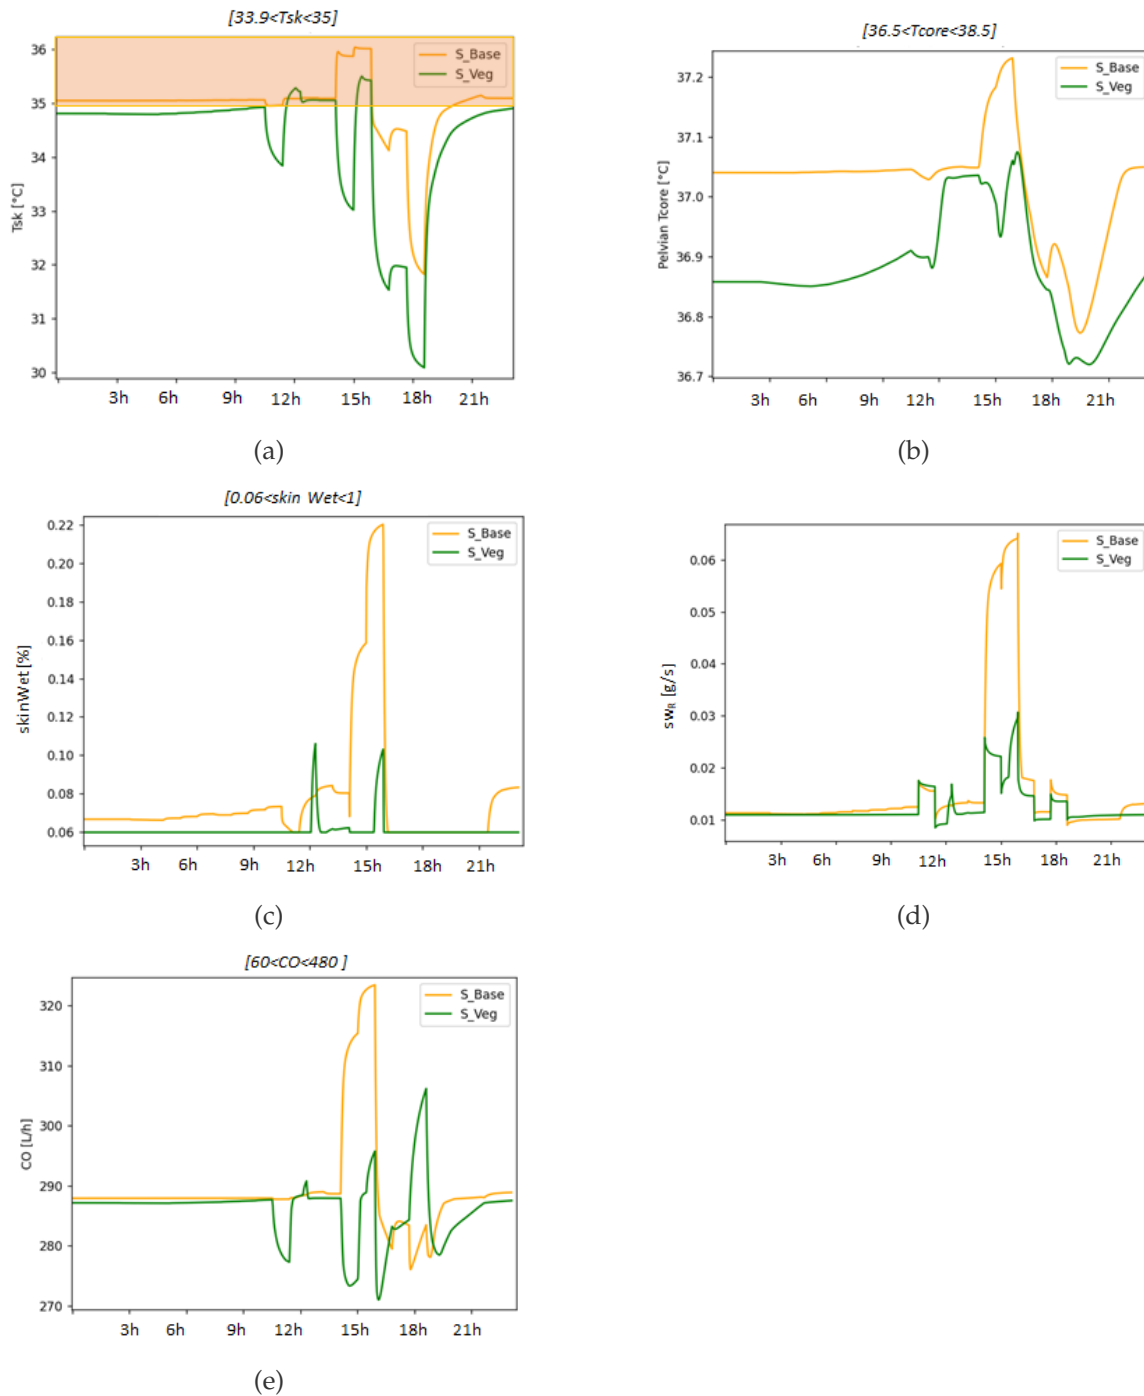 [33.9<Tsk<35]
36
35
34
33
32
31
30
Tsk [°C]
S_Base
S_Veg
3h 6h 9h 12h 15h 18h 21h
(a)
[36.5<Tcore<38.5]
37.2
37.1
37.0
36.9
36.8
36.7
Pelvian Tcore [°C]
S_Base
S_Veg
3h 6h 9h 12h 15h 18h 21h
(b)
[0.06<skin Wet<1]
0.22
0.20
0.18
0.16
0.14
0.12
0.10
0.08
0.06
skinWet [%]
S_Base
S_Veg
3h 6h 9h 12h 15h 18h 21h
(c)
0.06
0.05
0.04
0.03
0.02
0.01
sw_R [g/s]
S_Base
S_Veg
3h 6h 9h 12h 15h 18h 21h
(d)
[60<CO<480 ]
320
310
300
290
280
270
CO [L/h]
S_Base
S_Veg
3h 6h 9h 12h 15h 18h 21h
(e)